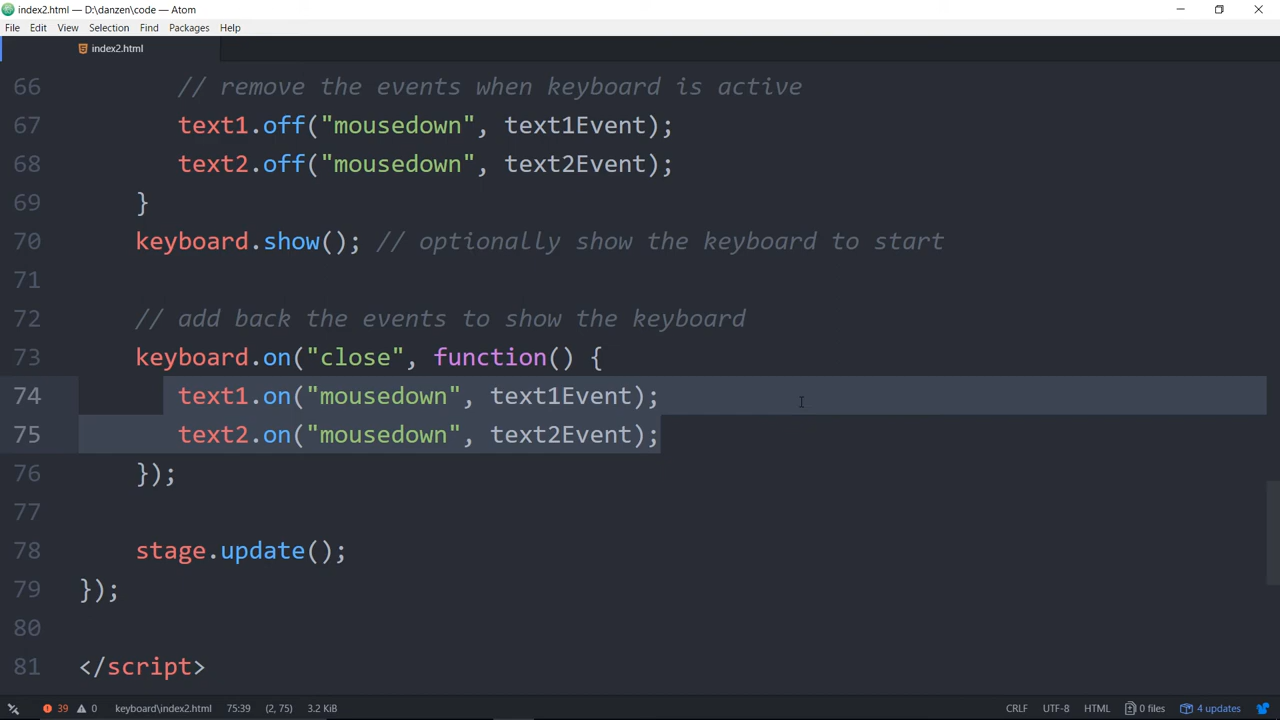 index2.html — D:\danzen\code — Atom
File Edit View Selection Find Packages Help
index2.html
66 // remove the events when keyboard is active
67 text1.off("mousedown", text1Event);
68 text2.off("mousedown", text2Event);
69 }
70 keyboard.show(); // optionally show the keyboard to start
71
72 // add back the events to show the keyboard
73 keyboard.on("close", function() {
74 text1.on("mousedown", text1Event);
75 text2.on("mousedown", text2Event);
76 });
77
78 stage.update();
79 });
80
81 </script>
39 0 keyboard\index2.html 75:39 (2, 75) 3.2 KiB CRLF UTF-8 HTML 0 files 4 updates